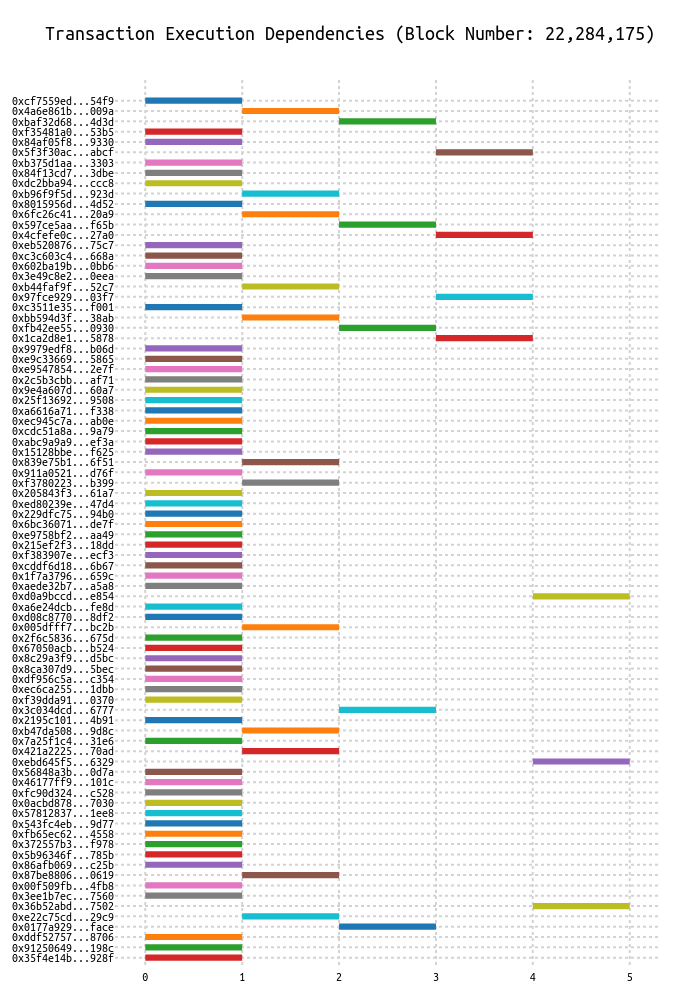 Transaction Execution Dependencies (Block Number: 22,284,175)
0xcf7559ed...54f9
0x4a6e861b...009a
0xbaf32d68...4d3d
0xf35481a0...53b5
0x84af05f8...9330
0x5f3f30ac...abcf
0xb375d1aa...3303
0x84f13cd7...3dbe
0xdc2bba94...ccc8
0xb96f9f5d...923d
0x8015956d...4d52
0x6fc26c41...20a9
0x597ce5aa...f65b
0x4cfefe0c...27a0
0xeb520876...75c7
0xc3c603c4...668a
0x602ba19b...0bb6
0x3e49c8e2...0eea
0xb44faf9f...52c7
0x97fce929...03f7
0xc3511e35...f001
0xbb594d3f...38ab
0xfb42ee55...0930
0x1ca2d8e1...5878
0x9979edf8...b06d
0xe9c33669...5865
0xe9547854...2e7f
0x2c5b3cbb...af71
0x9e4a607d...60a7
0x25f13692...9508
0xa6616a71...f338
0xec945c7a...ab0e
0xcdc51a8a...9a79
0xabc9a9a9...ef3a
0x15128bbe...f625
0x839e75b1...6f51
0x911a0521...d76f
0xf3780223...b399
0x205843f3...61a7
0xed80239e...47d4
0x229dfc75...94b0
0x6bc36071...de7f
0xe9758bf2...aa49
0x215ef2f3...18dd
0xf383907e...ecf3
0xcddf6d18...6b67
0x1f7a3796...659c
0xaede32b7...a5a8
0xd0a9bccd...e854
0xa6e24dcb...fe8d
0xd08c8770...8df2
0x005dfff7...bc2b
0x2f6c5836...675d
0x67050acb...b524
0x8c29a3f9...d5bc
0x8ca307d9...5bec
0xdf956c5a...c354
0xec6ca255...1dbb
0xf39dda91...0370
0x3c034dcd...6777
0x2195c101...4b91
0xb47da508...9d8c
0x7a25f1c4...31e6
0x421a2225...70ad
0xebd645f5...6329
0x56848a3b...0d7a
0x46177ff9...101c
0xfc90d324...c528
0x0acbd878...7030
0x57812837...1ee8
0x543fc4eb...9d77
0xfb65ec62...4558
0x372557b3...f978
0x5b96346f...785b
0x86afb069...c25b
0x87be8806...0619
0x00f509fb...4fb8
0x3ee1b7ec...7560
0x36b52abd...7502
0xe22c75cd...29c9
0x0177a929...face
0xddf52757...8706
0x91250649...198c
0x35f4e14b...928f
0 1 2 3 4 5